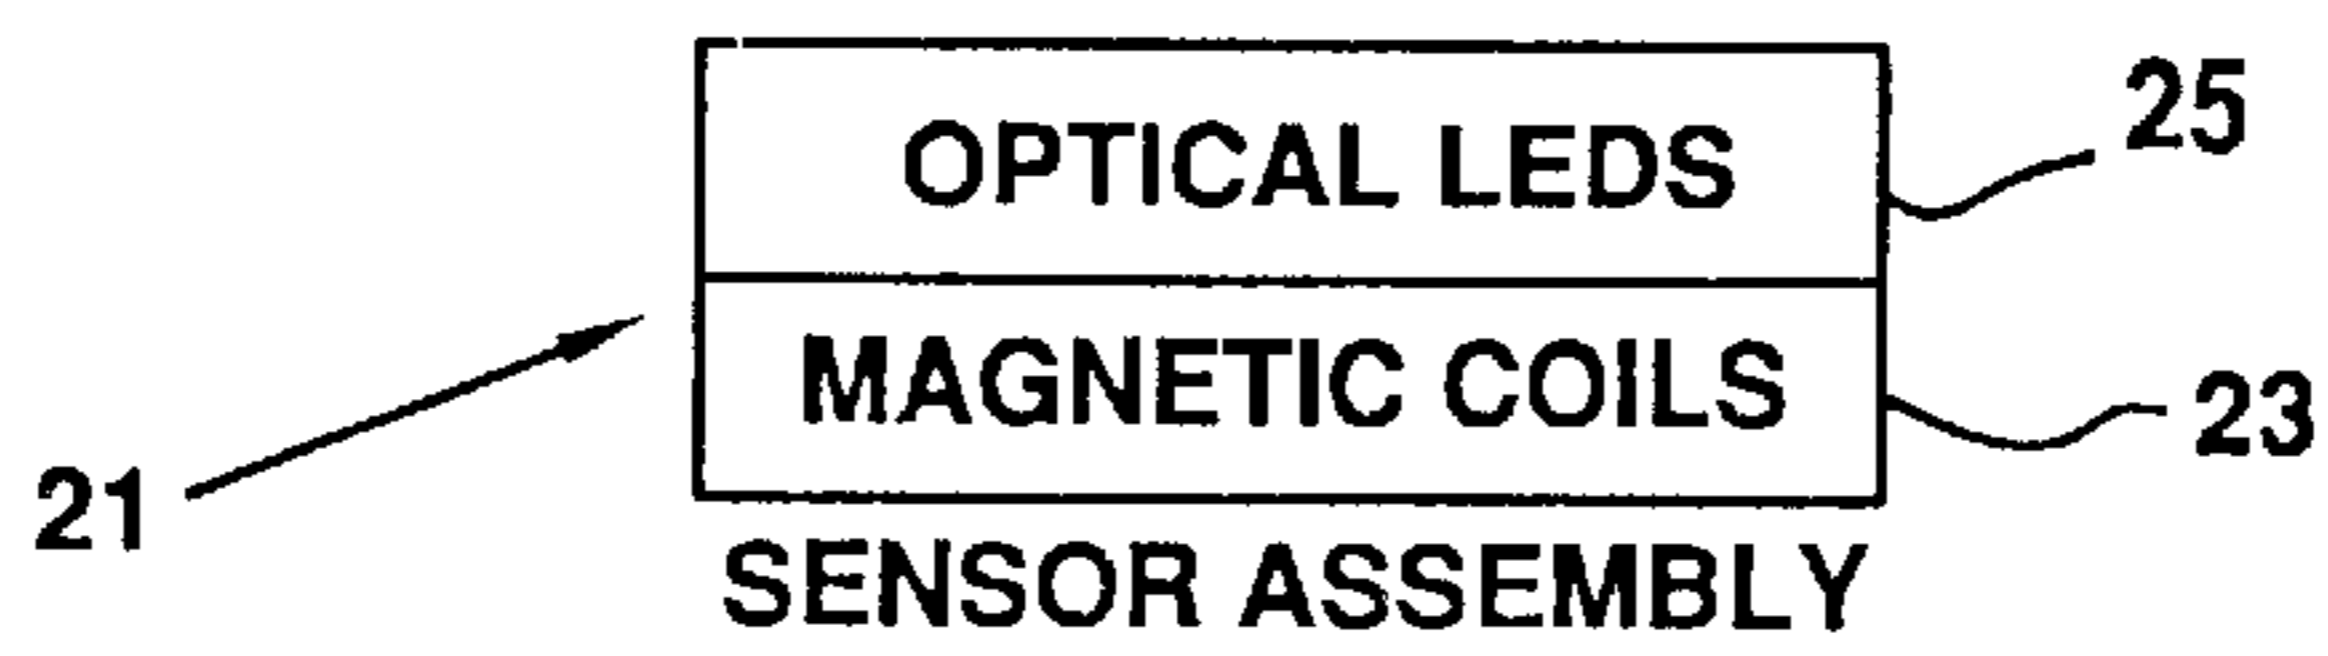 OPTICAL LEDS
25
MAGNETIC COILS
23
21
SENSOR ASSEMBLY